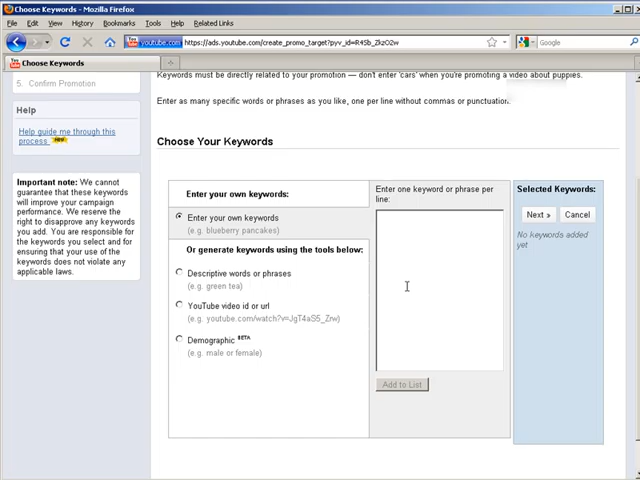 Choose Keywords - Mozilla Firefox
File Edit View History Bookmarks Tools Help Related Links
youtube.com https://ads.youtube.com/create_promo_target?pyv_id=R4Sb_Zkz02w Google
Choose Keywords
Keywords must be directly related to your promotion — don't enter 'cars' when you're promoting a video about puppies.
5. Confirm Promotion
Enter as many specific words or phrases as you like, one per line without commas or punctuation.
Help
Help guide me through this
process
Choose Your Keywords
Important note: We cannot
guarantee that these keywords
will improve your campaign
performance. We reserve the
right to disapprove any keywords
you add. You are responsible for
the keywords you select and for
ensuring that your use of the
keywords does not violate any
applicable laws.
Enter your own keywords:
Enter your own keywords
(e.g. blueberry pancakes)
Or generate keywords using the tools below:
Descriptive words or phrases
(e.g. green tea)
YouTube video id or url
(e.g. youtube.com/watch?v=JgT4aS5_Zrw)
Demographic BETA
(e.g. male or female)
Enter one keyword or phrase per
line:
Add to List
Selected Keywords:
Next » Cancel
No keywords added
yet